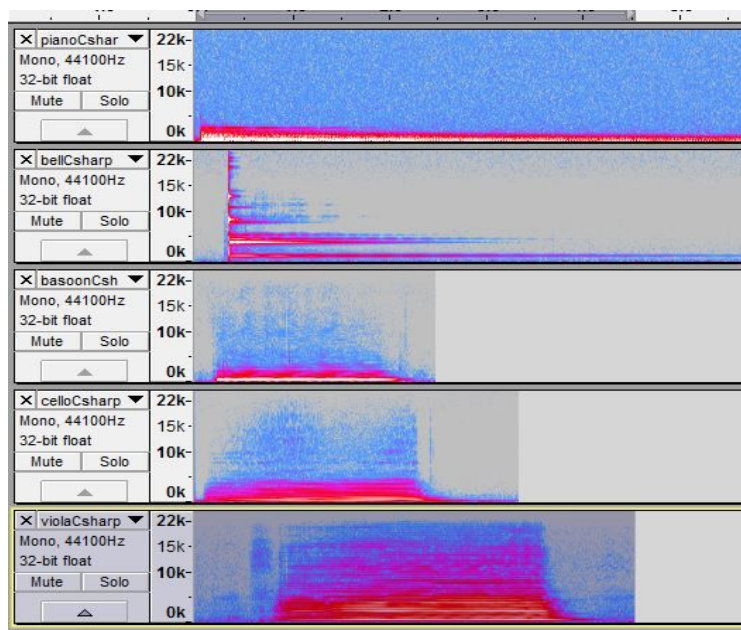 × pianoCshar ▼ 22k-
Mono, 44100Hz 15k-
32-bit float
Mute Solo 10k-
0k
× bellCsharp ▼ 22k-
Mono, 44100Hz 15k-
32-bit float
Mute Solo 10k-
0k
× basoonCsh ▼ 22k-
Mono, 44100Hz 15k-
32-bit float
Mute Solo 10k-
0k
× celloCsharp ▼ 22k-
Mono, 44100Hz 15k-
32-bit float
Mute Solo 10k-
0k
× violaCsharp ▼ 22k-
Mono, 44100Hz 15k-
32-bit float
Mute Solo 10k-
0k